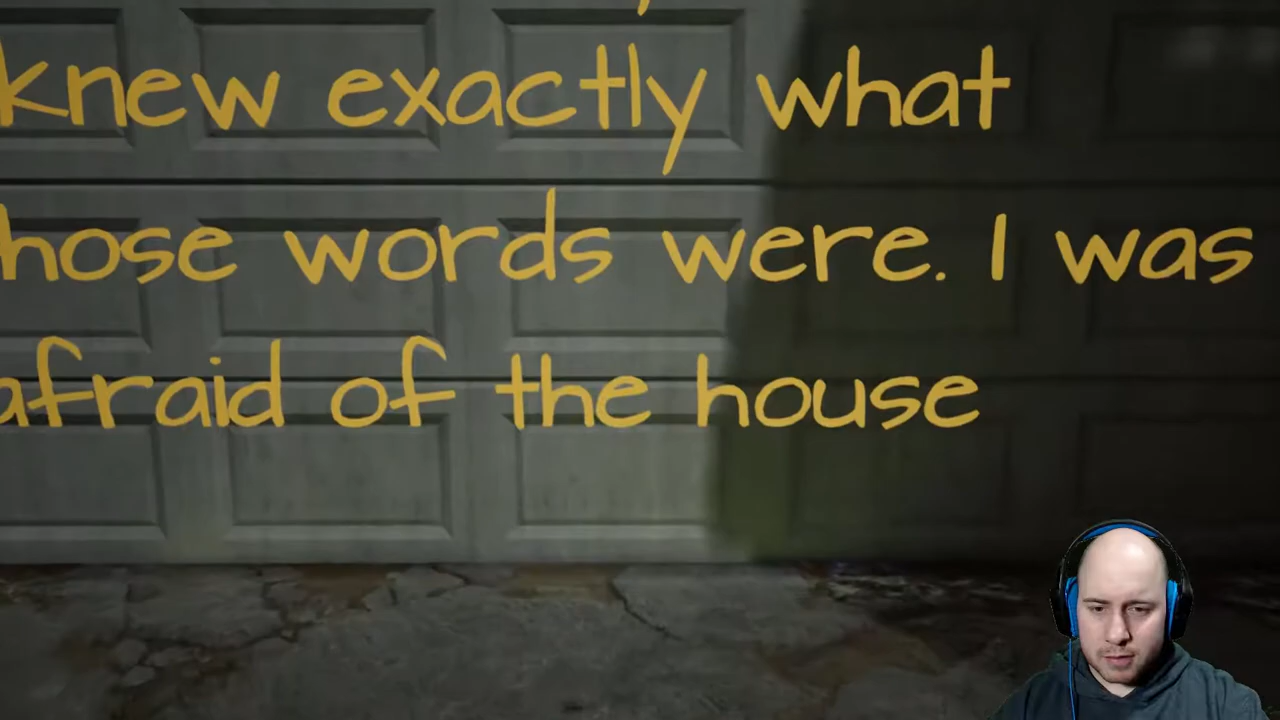 knew exactly what
hose words were. I was
afraid of the house